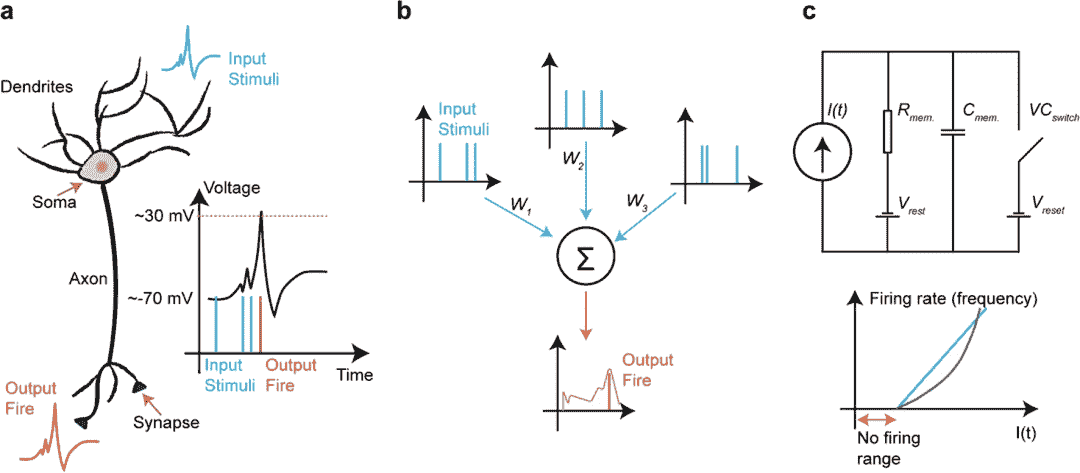 a
Input
Stimuli
Dendrites
Soma
Voltage
~30 mV
Axon
~-70 mV
Input
Stimuli
Output
Fire
Time
Output
Fire
Synapse
b
Input
Stimuli
W1
W2
W3
Σ
Output
Fire
c
I(t)
Rmem.
Cmem.
VCswitch
Vrest
Vreset
Firing rate (frequency)
I(t)
No firing
range